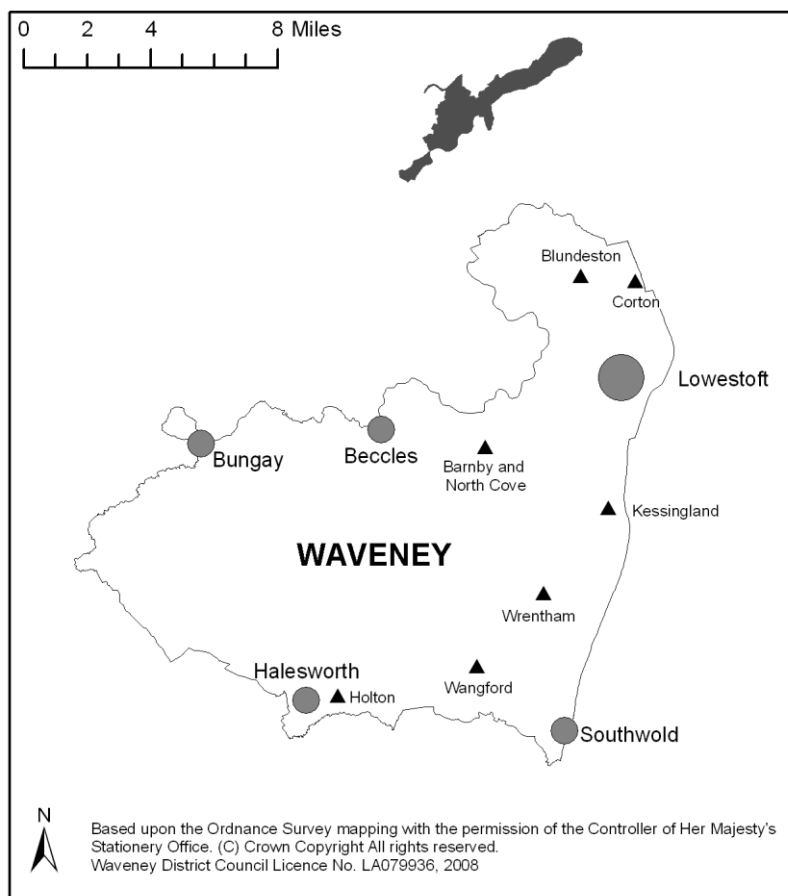 0 2 4 8 Miles
Blundeston
Corton
Lowestoft
Beccles
Bungay
Barnby and
North Cove
Kessingland
WAVENEY
Wrentham
Halesworth
Wangford
Holton
Southwold
N
Based upon the Ordnance Survey mapping with the permission of the Controller of Her Majesty's
Stationery Office. (C) Crown Copyright All rights reserved.
Waveney District Council Licence No. LA079936, 2008